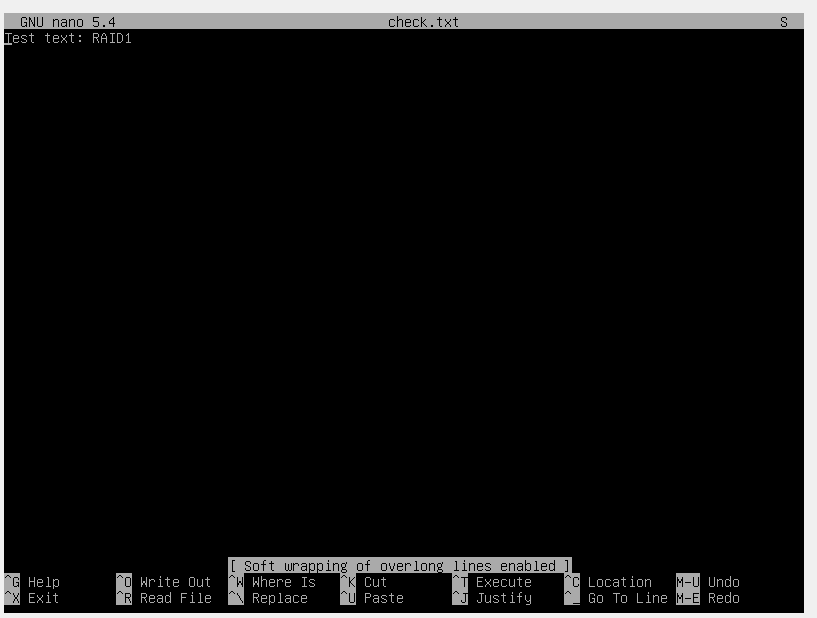 GNU nano 5.4 check.txt S
Test text: RAID1
[ Soft wrapping of overlong lines enabled ]
^G Help ^O Write Out ^W Where Is ^K Cut ^T Execute ^C Location M-U Undo
^X Exit ^R Read File ^\ Replace ^U Paste ^J Justify ^_ Go To Line M-E Redo